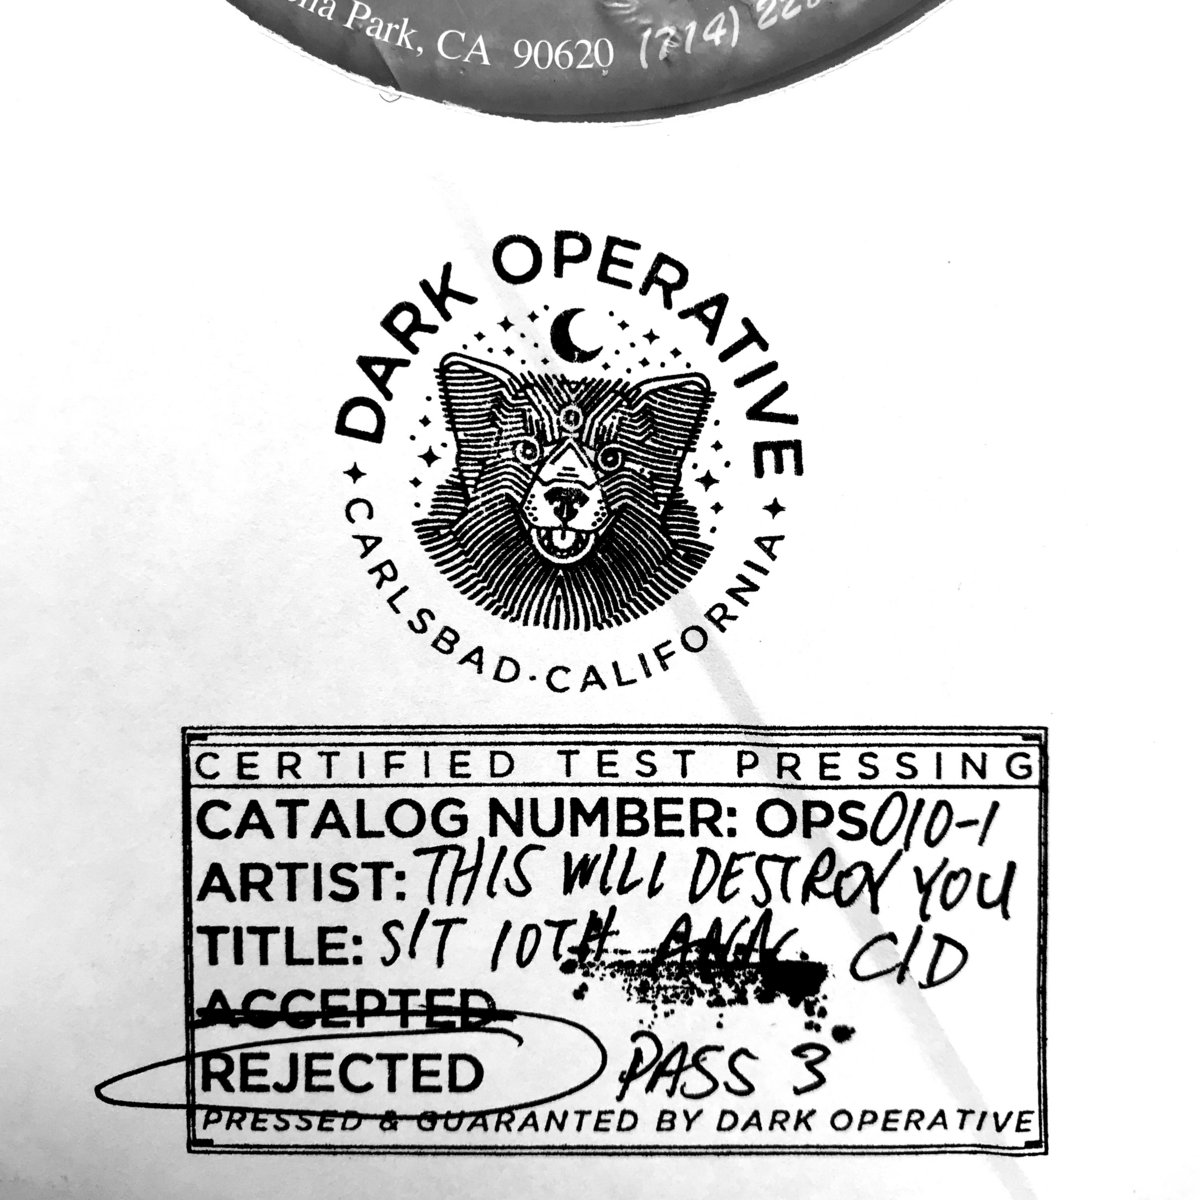 Park, CA 90620 (714)
DARK OPERATIVE
CARLSBAD · CALIFORNIA
CERTIFIED TEST PRESSING
CATALOG NUMBER: OPS010-1
ARTIST: THIS WILL DESTROY YOU
TITLE: S/T 10TH C/D
ACCEPTED
REJECTED PASS 3
PRESSED & GUARANTEED BY DARK OPERATIVE